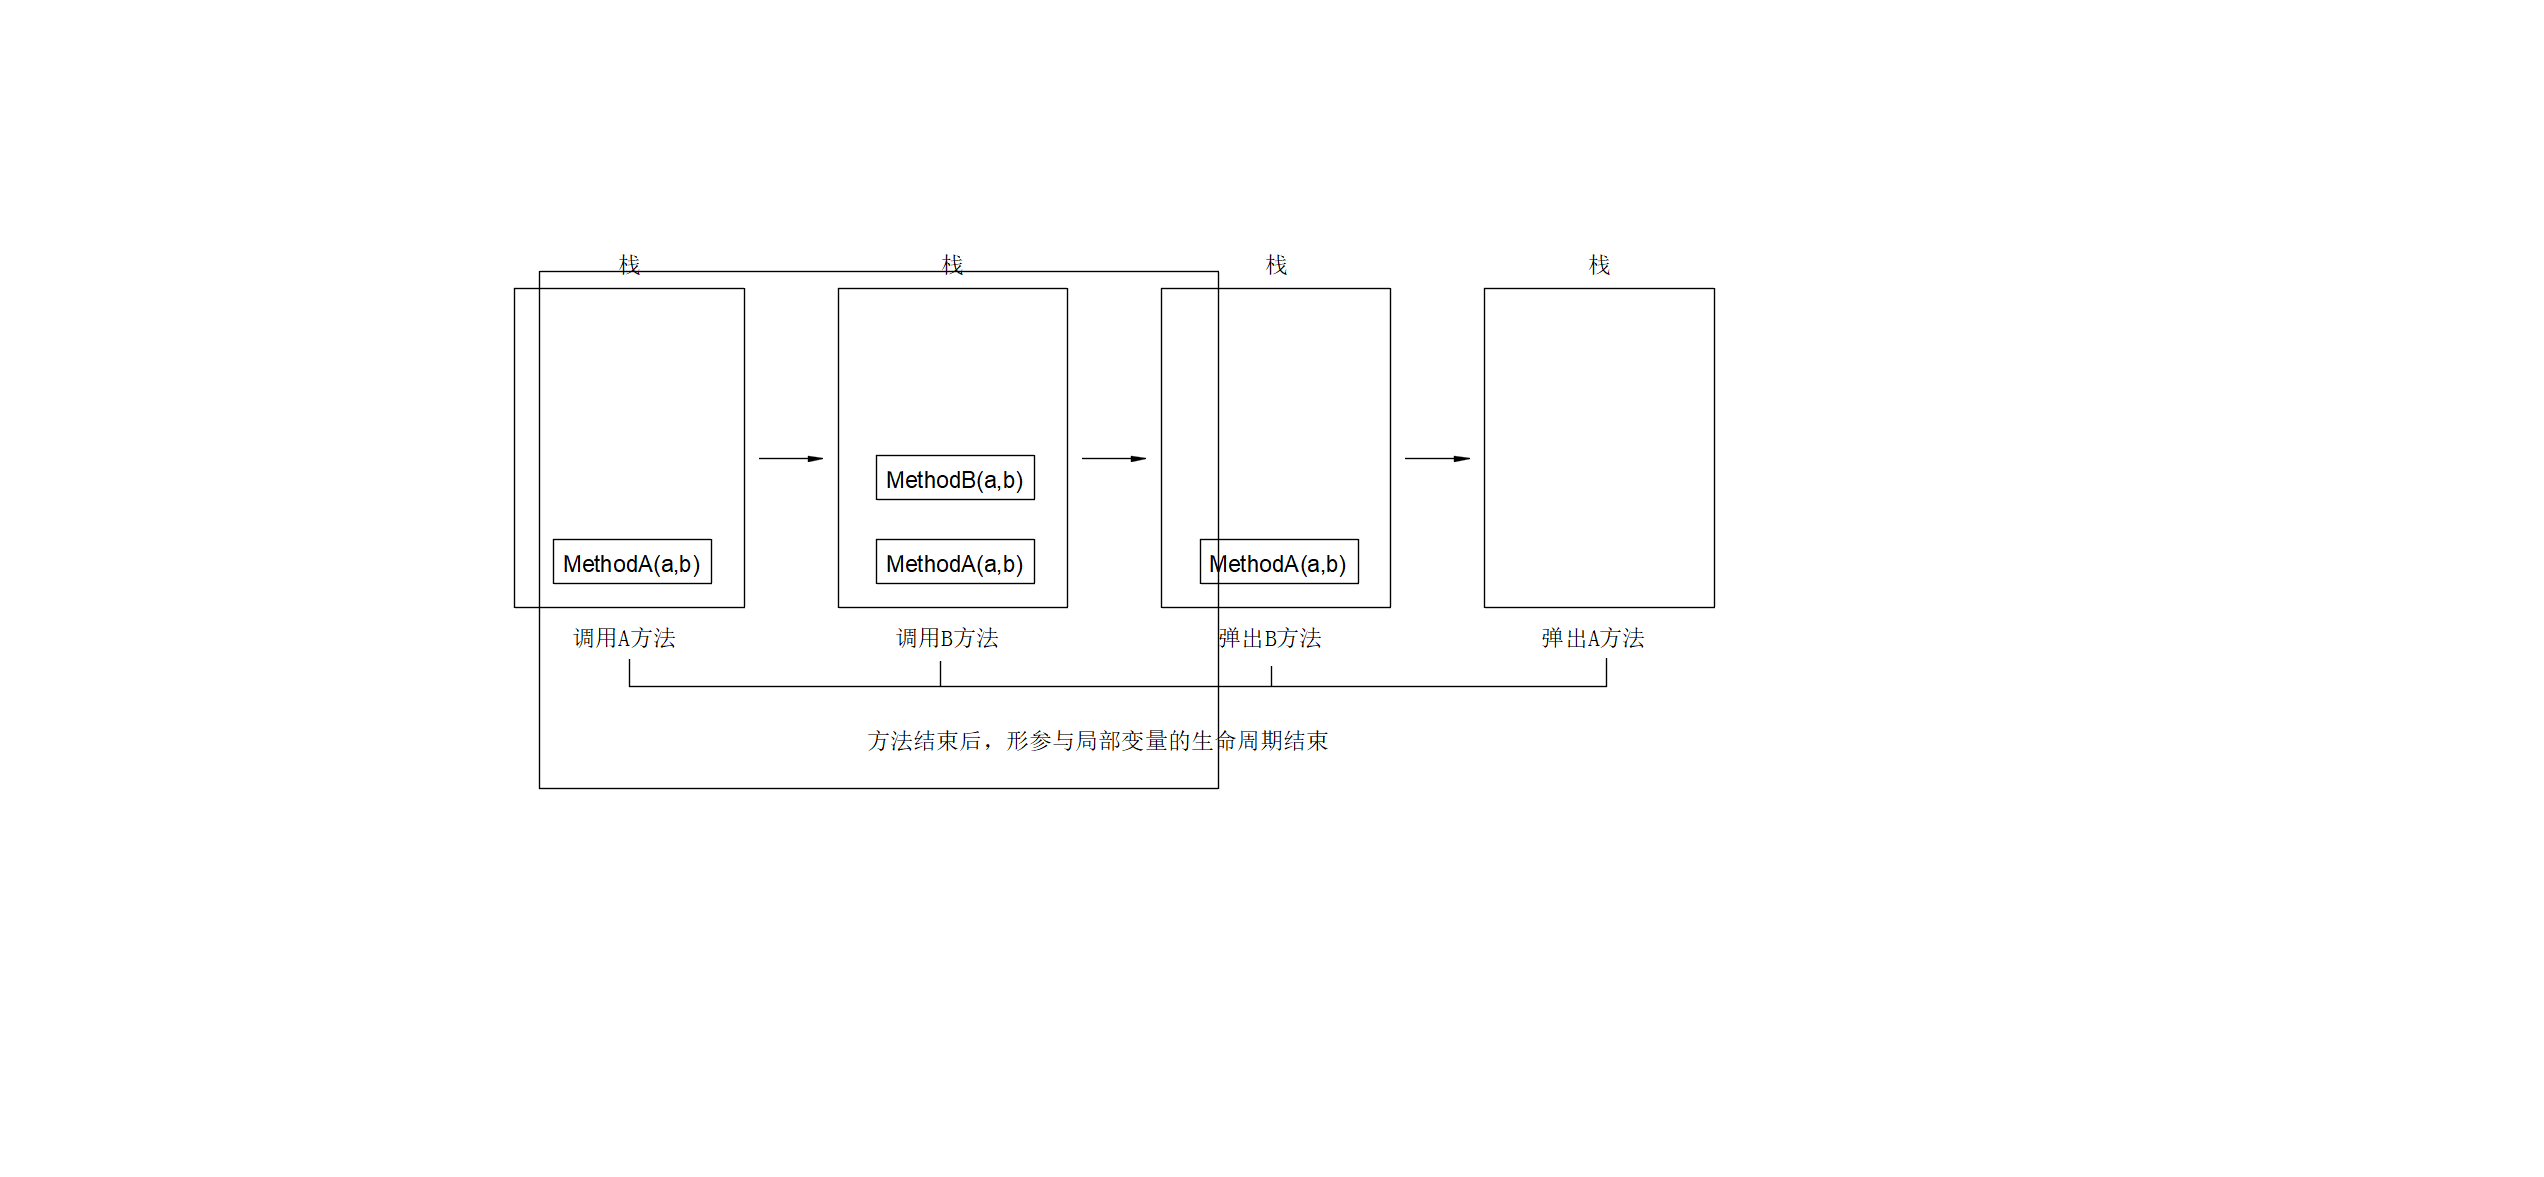 栈
栈
栈
栈
MethodB(a,b)
MethodA(a,b)
MethodA(a,b)
MethodA(a,b)
调用A方法
调用B方法
弹出B方法
弹出A方法
方法结束后，形参与局部变量的生命周期结束